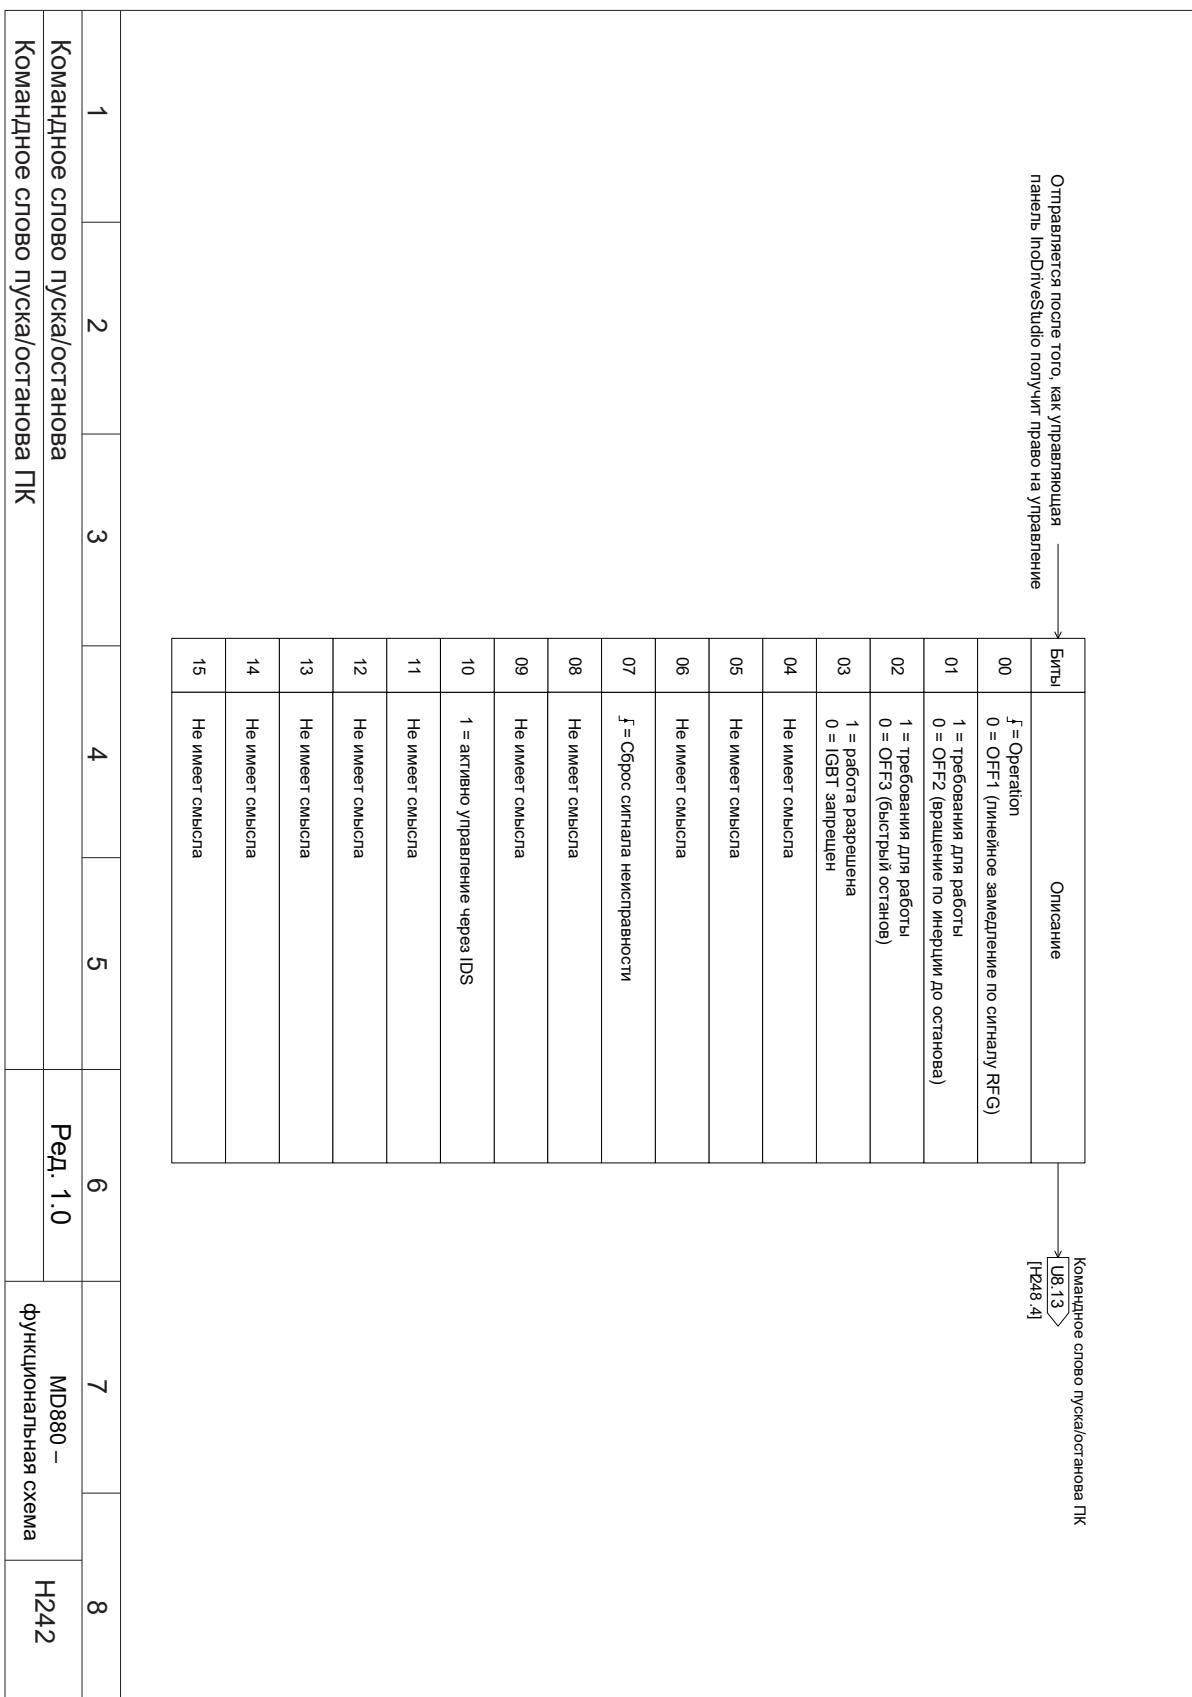 Отправляется после того, как управляющая
панель InoDriveStudio получит право на управление
Биты Описание
00 = Operation
0 = OFF1 (линейное замедление по сигналу RFG)
01 1 = требования для работы
0 = OFF2 (вращение по инерции до останова)
02 1 = требования для работы
0 = OFF3 (быстрый останов)
03 1 = работа разрешена
0 = IGBT запрещен
04 Не имеет смысла
05 Не имеет смысла
06 Не имеет смысла
07 = Сброс сигнала неисправности
08 Не имеет смысла
09 Не имеет смысла
10 1 = активно управление через IDS
11 Не имеет смысла
12 Не имеет смысла
13 Не имеет смысла
14 Не имеет смысла
15 Не имеет смысла
Командное слово пуска/останова ПК
U8.13
[H248.4]
1 2 3 4 5 6 7 8
Командное слово пуска/останова
Командное слово пуска/останова ПК
Ред. 1.0
MD880 –
функциональная схема
H242